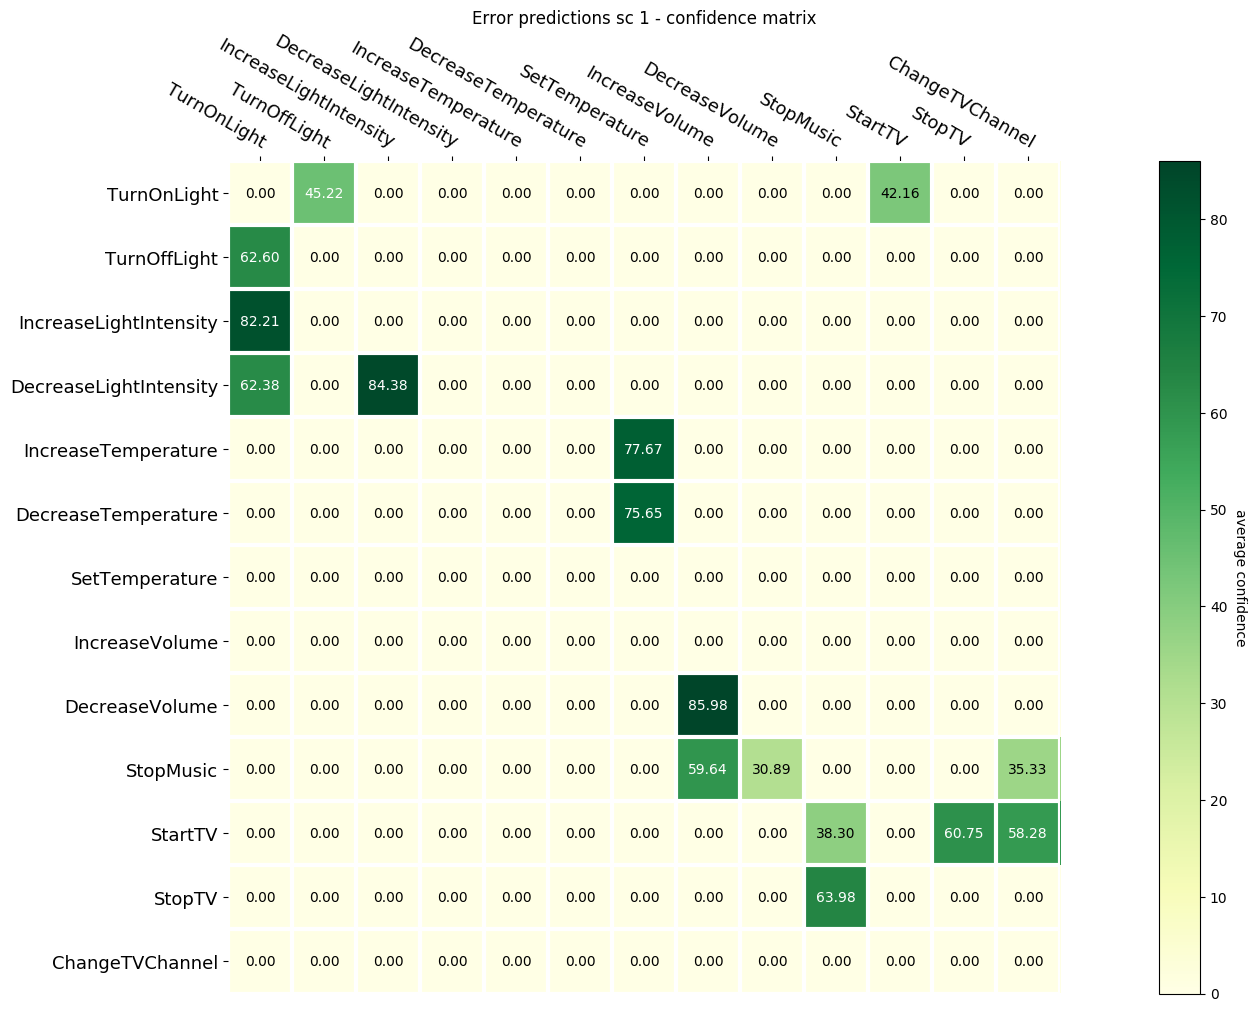 Error predictions sc 1 - confidence matrix
TurnOnLight
TurnOffLight
IncreaseLightIntensity
DecreaseLightIntensity
IncreaseTemperature
DecreaseTemperature
SetTemperature
IncreaseVolume
DecreaseVolume
StopMusic
StartTV
StopTV
ChangeTVChannel
TurnOnLight 0.00 45.22 0.00 0.00 0.00 0.00 0.00 0.00 0.00 0.00 42.16 0.00 0.00
TurnOffLight 62.60 0.00 0.00 0.00 0.00 0.00 0.00 0.00 0.00 0.00 0.00 0.00 0.00
IncreaseLightIntensity 82.21 0.00 0.00 0.00 0.00 0.00 0.00 0.00 0.00 0.00 0.00 0.00 0.00
DecreaseLightIntensity 62.38 0.00 84.38 0.00 0.00 0.00 0.00 0.00 0.00 0.00 0.00 0.00 0.00
IncreaseTemperature 0.00 0.00 0.00 0.00 0.00 0.00 77.67 0.00 0.00 0.00 0.00 0.00 0.00
DecreaseTemperature 0.00 0.00 0.00 0.00 0.00 0.00 75.65 0.00 0.00 0.00 0.00 0.00 0.00
SetTemperature 0.00 0.00 0.00 0.00 0.00 0.00 0.00 0.00 0.00 0.00 0.00 0.00 0.00
IncreaseVolume 0.00 0.00 0.00 0.00 0.00 0.00 0.00 0.00 0.00 0.00 0.00 0.00 0.00
DecreaseVolume 0.00 0.00 0.00 0.00 0.00 0.00 0.00 85.98 0.00 0.00 0.00 0.00 0.00
StopMusic 0.00 0.00 0.00 0.00 0.00 0.00 0.00 59.64 30.89 0.00 0.00 0.00 35.33
StartTV 0.00 0.00 0.00 0.00 0.00 0.00 0.00 0.00 0.00 38.30 0.00 60.75 58.28
StopTV 0.00 0.00 0.00 0.00 0.00 0.00 0.00 0.00 0.00 63.98 0.00 0.00 0.00
ChangeTVChannel 0.00 0.00 0.00 0.00 0.00 0.00 0.00 0.00 0.00 0.00 0.00 0.00 0.00
80
70
60
50
40
30
20
10
0
average confidence